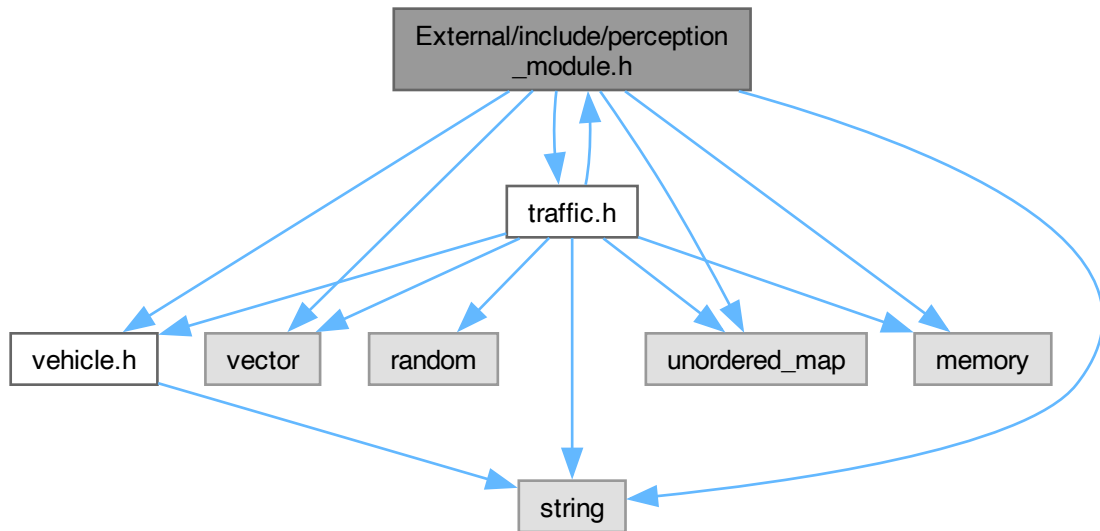 External/include/perception
_module.h
traffic.h
vehicle.h
vector
random
unordered_map
memory
string